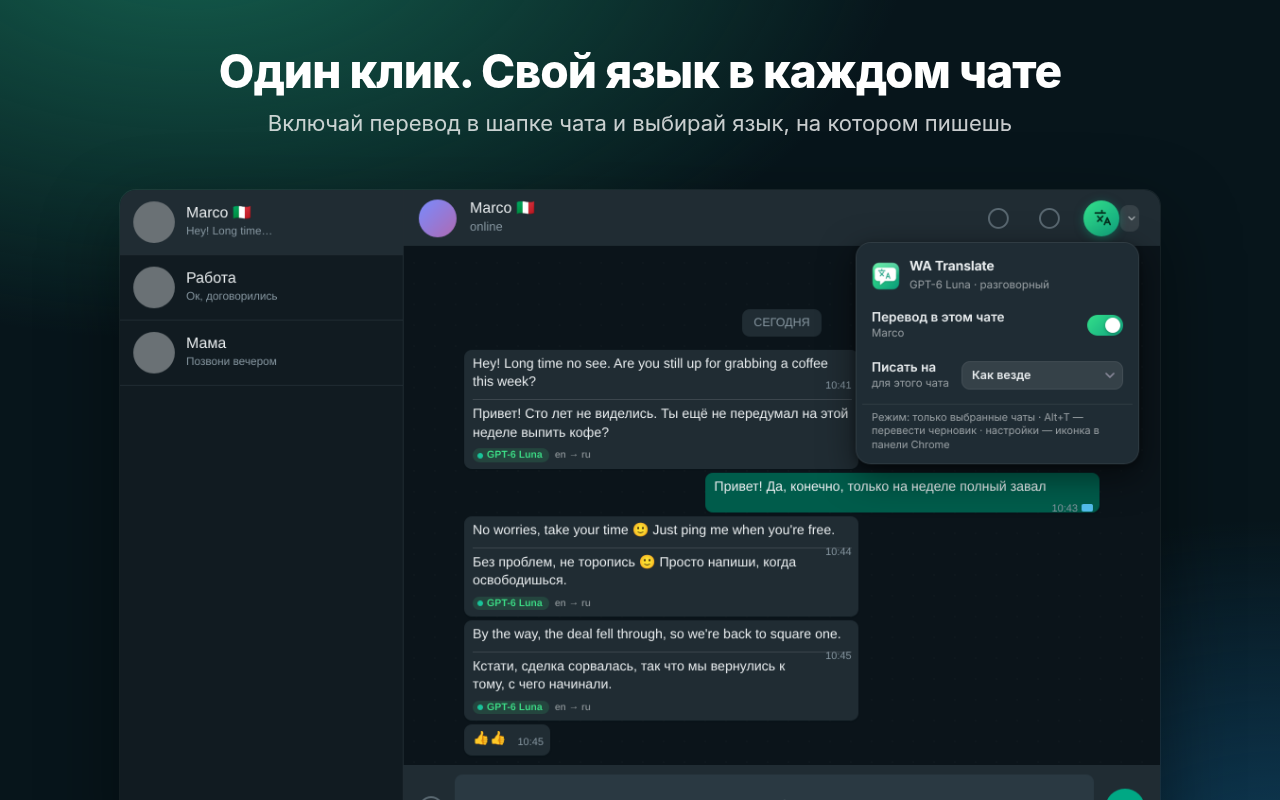 Один клик. Свой язык в каждом чате
Включай перевод в шапке чата и выбирай язык, на котором пишешь
Marco 🇮🇹
Hey! Long time…
Работа
Ок, договорились
Мама
Позвони вечером
Marco 🇮🇹
online
WA Translate
GPT-6 Luna · разговорный
Перевод в этом чате
Marco
Писать на
для этого чата
Как везде
Режим: только выбранные чаты · Alt+T —
перевести черновик · настройки — иконка в
панели Chrome
СЕГОДНЯ
Hey! Long time no see. Are you still up for grabbing a coffee
this week?
10:41
Привет! Сто лет не виделись. Ты ещё не передумал на этой
неделе выпить кофе?
GPT-6 Luna en → ru
Привет! Да, конечно, только на неделе полный завал
10:43
No worries, take your time 🙂 Just ping me when you're free.
10:44
Без проблем, не торопись 🙂 Просто напиши, когда
освободишься.
GPT-6 Luna en → ru
By the way, the deal fell through, so we're back to square one.
10:45
Кстати, сделка сорвалась, так что мы вернулись к
тому, с чего начинали.
GPT-6 Luna en → ru
👍👍 10:45